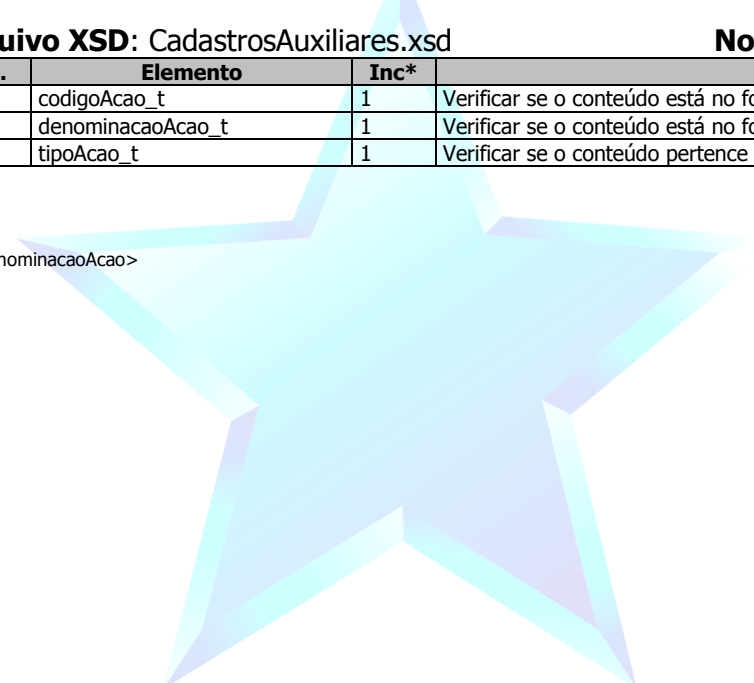 uivo XSD: CadastrosAuxiliares.xsd No
. Elemento Inc*
codigoAcao_t 1 Verificar se o conteúdo está no fo
denominacaoAcao_t 1 Verificar se o conteúdo está no fo
tipoAcao_t 1 Verificar se o conteúdo pertence
nominacaoAcao>